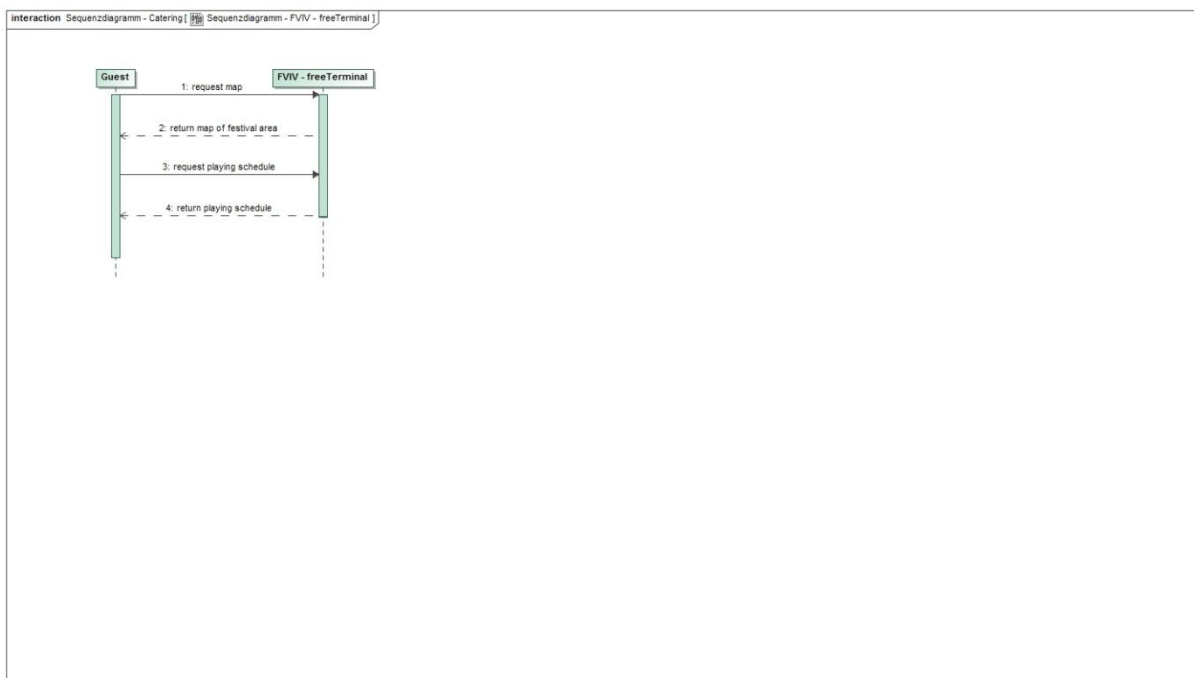 interaction Sequenzdiagramm - Catering [ Sequenzdiagramm - FVIV - freeTerminal ]
Guest
FVIV - freeTerminal
1: request map
2: return map of festival area
3: request playing schedule
4: return playing schedule